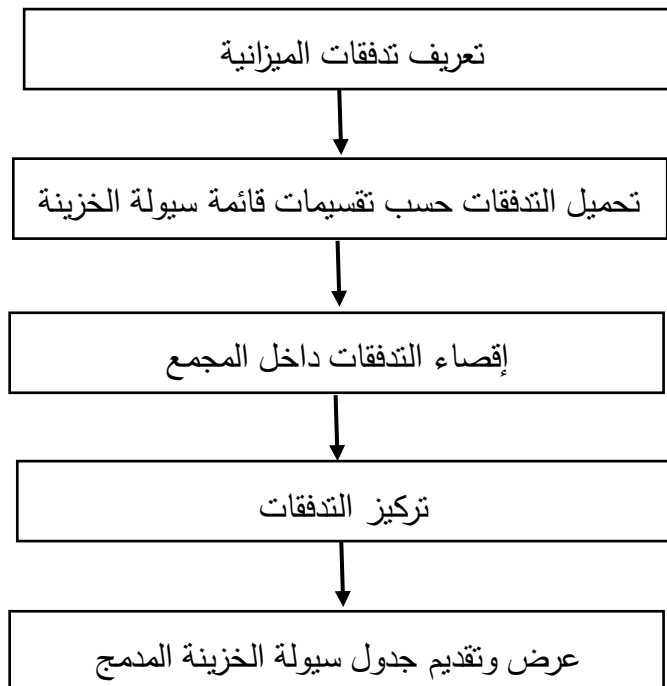 تعريف تدفقات الميزانية
تحميل التدفقات حسب تقسيمات قائمة سيولة الخزينة
إقصاء التدفقات داخل المجمع
تركيز التدفقات
عرض وتقديم جدول سيولة الخزينة المدمج